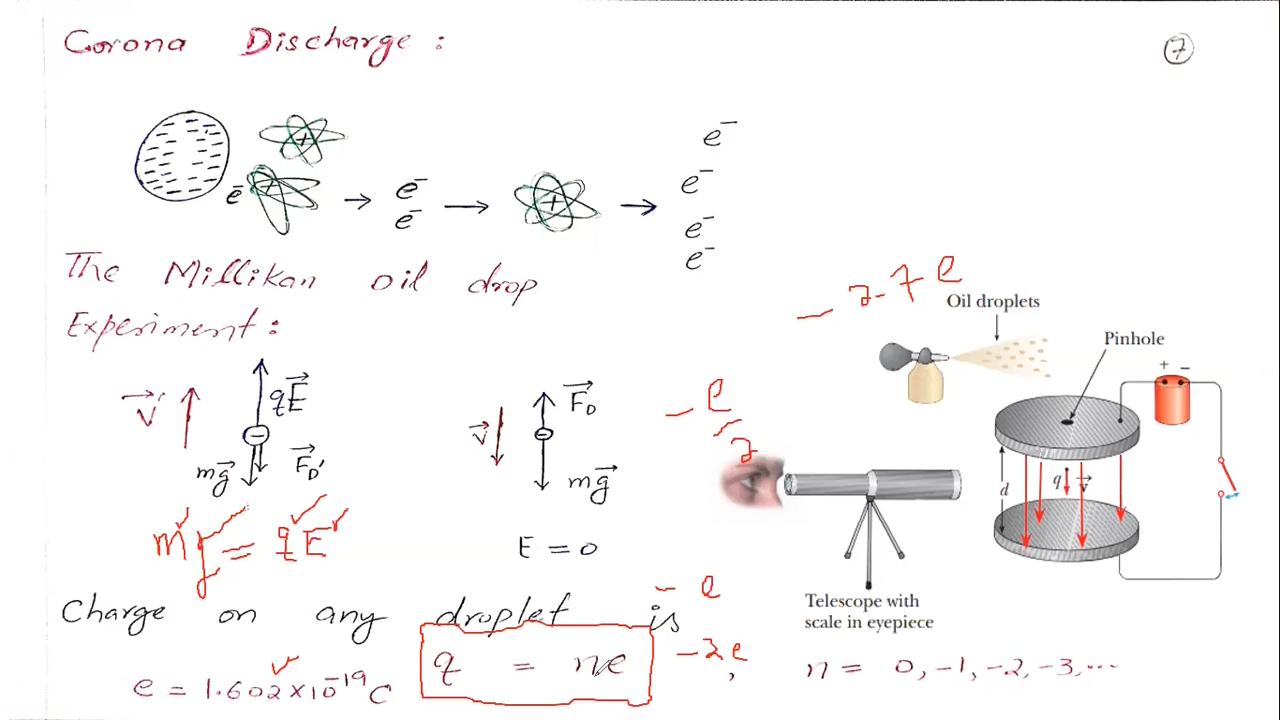 Corona Discharge :
7
e⁻
e⁻
e⁻ → e⁻ → →
e⁻
e⁻
e⁻
The Millikan oil drop
Experiment :
- 2.7 e
Oil droplets
Pinhole
+ -
v⃗' qE⃗ mg⃗ F⃗D'
v⃗ F⃗D mg⃗
- e
2
d q v⃗
mg = qE
E = 0
Telescope with
scale in eyepiece
Charge on any droplet is
- e
q = ne
- 2e,
n = 0, -1, -2, -3, ...
e = 1.602 × 10⁻¹⁹ C